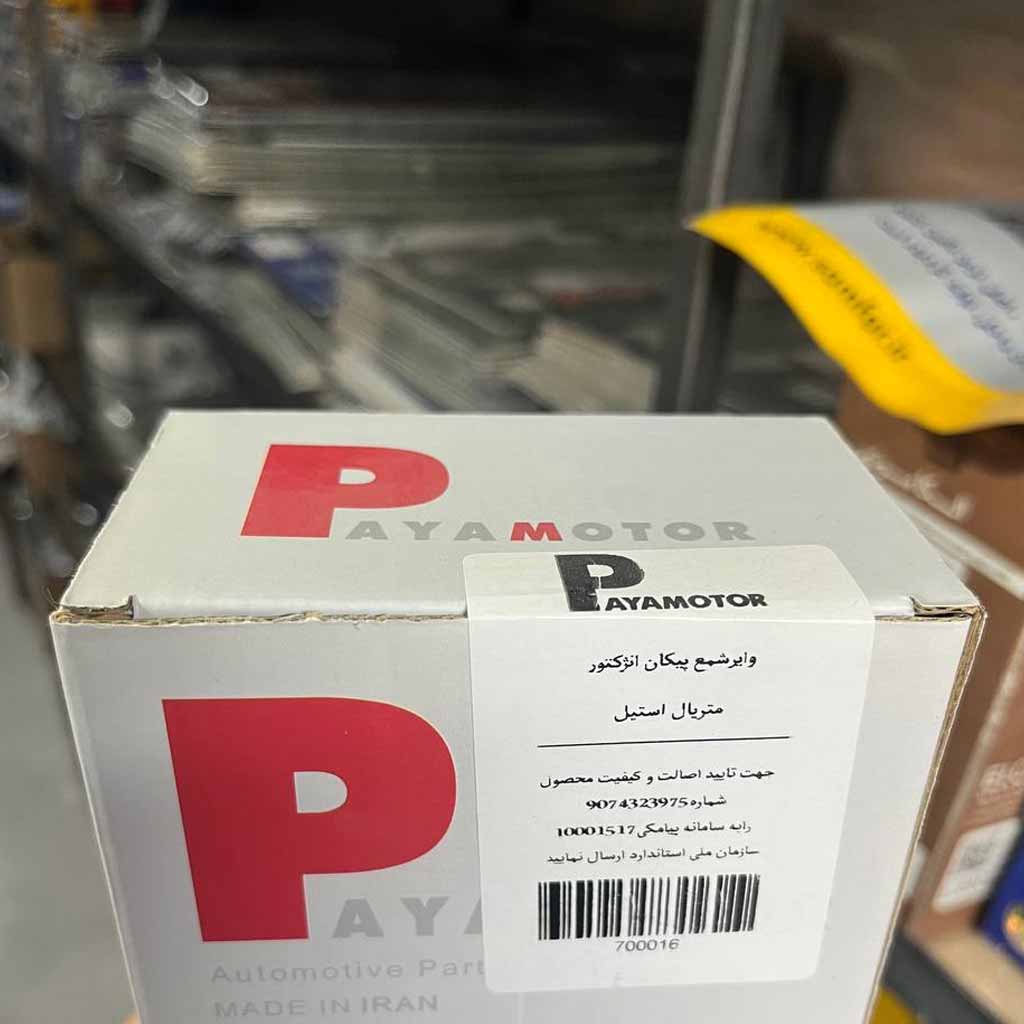 PAYAMOTOR
PAYAMOTOR
وایرشمع پیکان انژکتور
متریال استیل
جهت تایید اصالت و کیفیت محصول
شماره 9074323975
رابه سامانه پیامکی 10001517
سازمان ملی استاندارد ارسال نمایید
700016
PAYA
Automotive Part
MADE IN IRAN